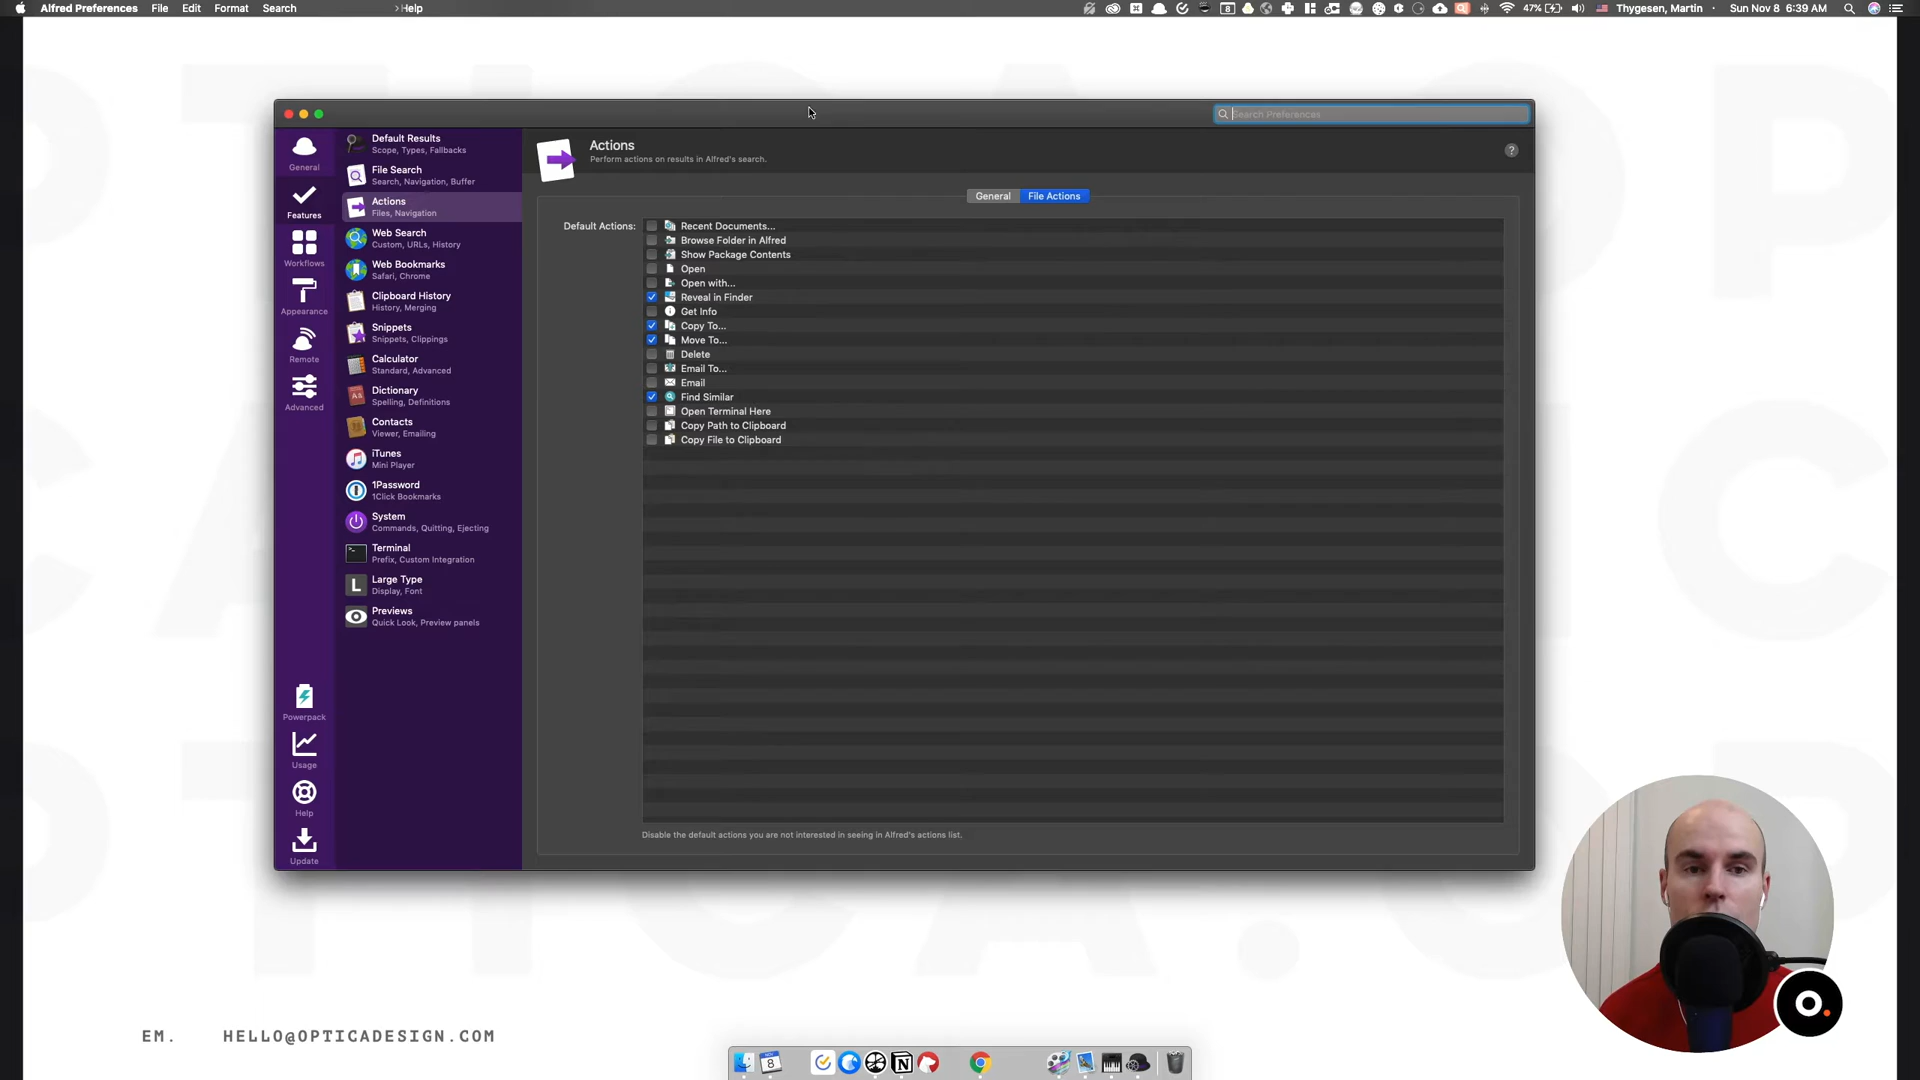 Alfred Preferences File Edit Format Search >Help 8 47% Thygesen, Martin Sun Nov 8 6:39 AM
Search Preferences
General
Features
Workflows
Appearance
Remote
Advanced
Powerpack
Usage
Help
Update
Default Results
Scope, Types, Fallbacks
File Search
Search, Navigation, Buffer
Actions
Files, Navigation
Web Search
Custom, URLs, History
Web Bookmarks
Safari, Chrome
Clipboard History
History, Merging
Snippets
Snippets, Clippings
Calculator
Standard, Advanced
Dictionary
Spelling, Definitions
Contacts
Viewer, Emailing
iTunes
Mini Player
1Password
1Click Bookmarks
System
Commands, Quitting, Ejecting
Terminal
Prefix, Custom Integration
Large Type
Display, Font
Previews
Quick Look, Preview panels
Actions
Perform actions on results in Alfred's search.
?
General File Actions
Default Actions: Recent Documents...
Browse Folder in Alfred
Show Package Contents
Open
Open with...
Reveal in Finder
Get Info
Copy To...
Move To...
Delete
Email To...
Email
Find Similar
Open Terminal Here
Copy Path to Clipboard
Copy File to Clipboard
Disable the default actions you are not interested in seeing in Alfred's actions list.
EM. HELLO@OPTICADESIGN.COM
O.